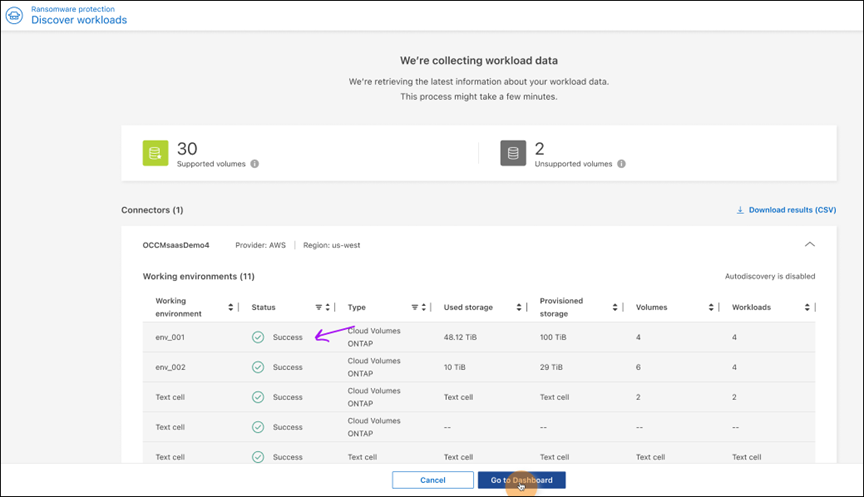 Ransomware protection
Discover workloads
We're collecting workload data
We're retrieving the latest information about your workload data.
This process might take a few minutes.
30
Supported volumes
2
Unsupported volumes
Connectors (1)
Download results (CSV)
OCCMsaasDemo4 Provider: AWS | Region: us-west
Working environments (11)
Autodiscovery is disabled
Working environment Status Type Used storage Provisioned storage Volumes Workloads
env_001 Success Cloud Volumes ONTAP 48.12 TiB 100 TiB 4 4
env_002 Success Cloud Volumes ONTAP 10 TiB 29 TiB 6 4
Text cell Success Cloud Volumes ONTAP Text cell Text cell 2 2
Text cell Success Cloud Volumes ONTAP -- -- -- --
Text cell Success Text cell Text cell Text cell Text cell Text cell
Cancel
Go to Dashboard